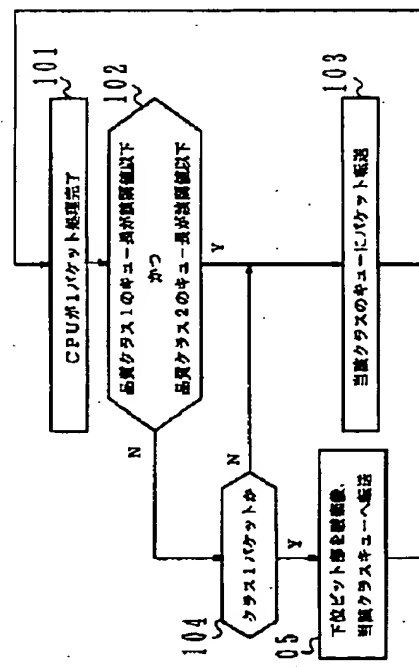 101
CPUが1パケット処理完了
102
品質クラス1のキュー長が該閾値以下
かつ
品質クラス2のキュー長が該閾値以下
Y
N
103
当該クラスのキューにパケット転送
104
クラス1パケットか
N
Y
05
下位ビット部を廃棄後、
当該クラスキューへ転送